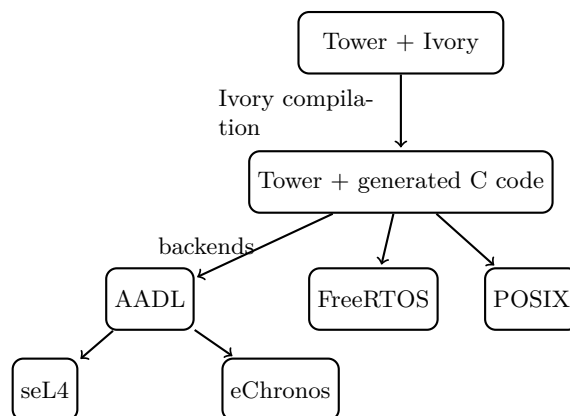 Tower + Ivory
Ivory compila-
tion
Tower + generated C code
backends
AADL
FreeRTOS
POSIX
seL4
eChronos